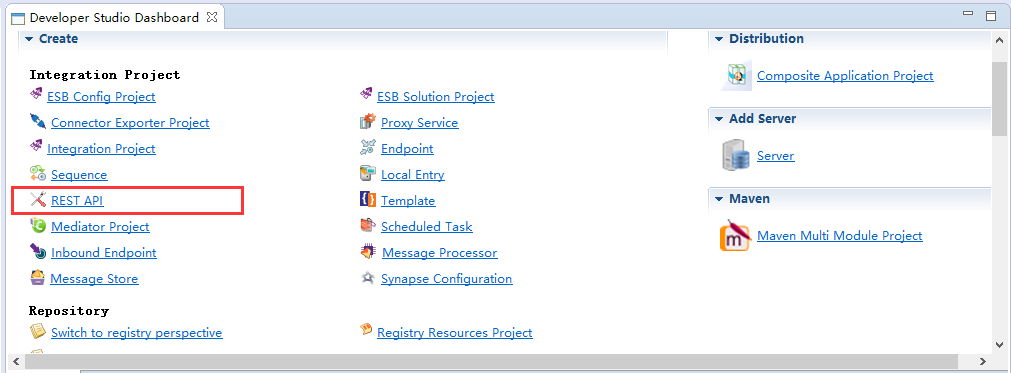 Developer Studio Dashboard
Create
Integration Project
ESB Config Project
ESB Solution Project
Connector Exporter Project
Proxy Service
Integration Project
Endpoint
Sequence
Local Entry
REST API
Template
Mediator Project
Scheduled Task
Inbound Endpoint
Message Processor
Message Store
Synapse Configuration
Repository
Switch to registry perspective
Registry Resources Project
Distribution
Composite Application Project
Add Server
Server
Maven
m
Maven Multi Module Project